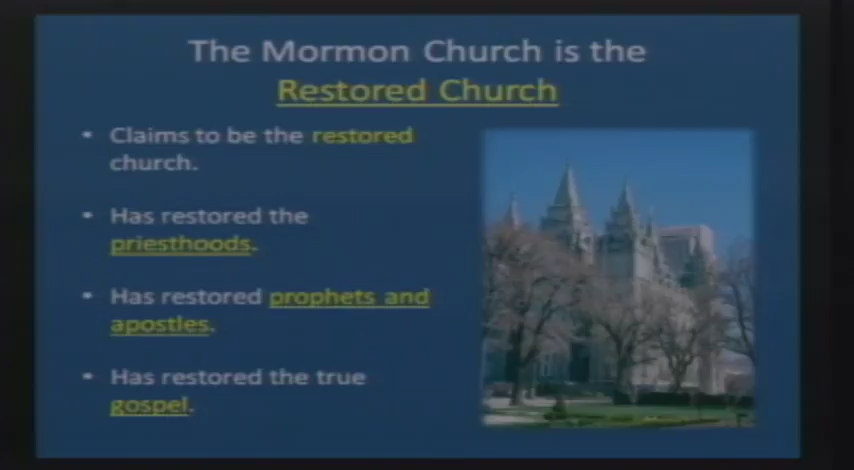 The Mormon Church is the
Restored Church
• Claims to be the restored
church.
• Has restored the
priesthoods.
• Has restored prophets and
apostles.
• Has restored the true
gospel.